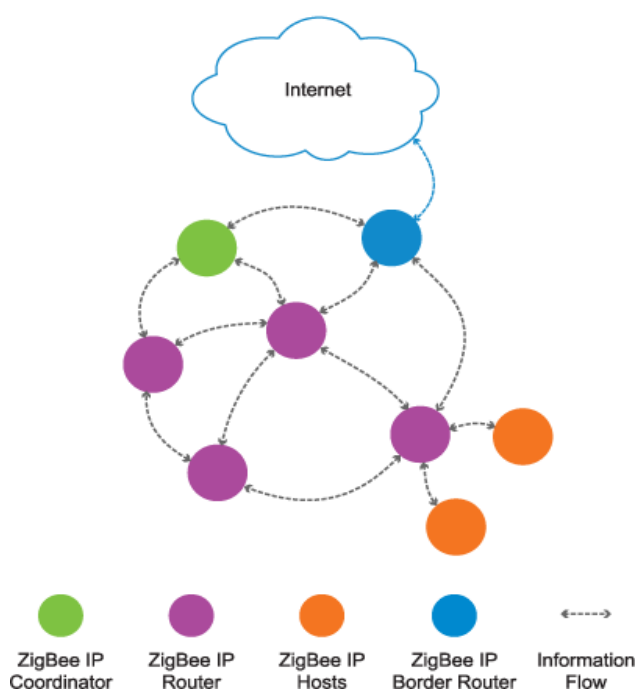 Internet
ZigBee IP
Coordinator
ZigBee IP
Router
ZigBee IP
Hosts
ZigBee IP
Border Router
Information
Flow